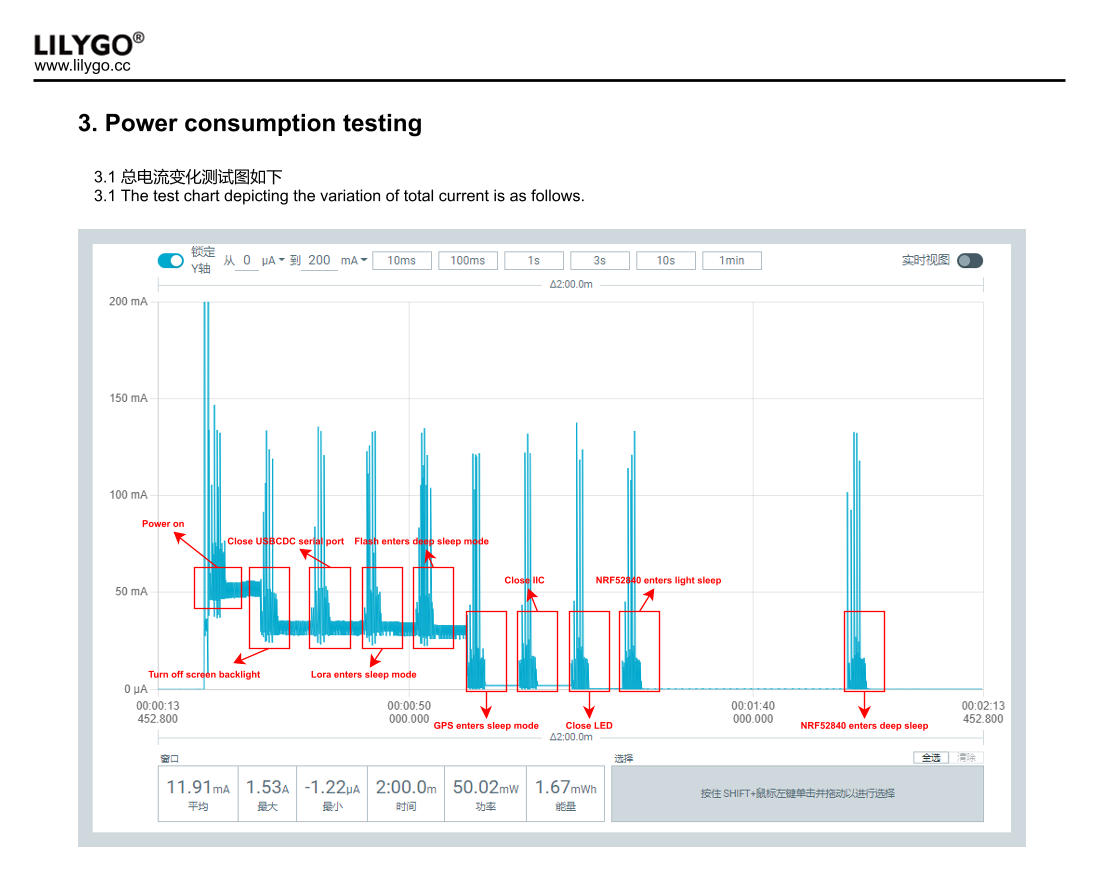 LILYGO®
www.lilygo.cc
3. Power consumption testing
3.1 总电流变化测试图如下
3.1 The test chart depicting the variation of total current is as follows.
锁定
Y轴
从 0 µA 到 200 mA 10ms 100ms 1s 3s 10s 1min 实时视图
Δ2:00.0m
200 mA
150 mA
100 mA
Power on
Close USBCDC serial port Flash enters deep sleep mode
50 mA
Close IIC NRF52840 enters light sleep
Turn off screen backlight Lora enters sleep mode
0 µA
00:00:13 00:00:50 00:01:40 00:02:13
452.800 000.000 000.000 452.800
GPS enters sleep mode Close LED NRF52840 enters deep sleep
Δ2:00.0m
窗口 选择 全选 清除
11.91mA 1.53A -1.22µA 2:00.0m 50.02mW 1.67mWh
平均 最大 最小 时间 功率 能量
按住 SHIFT+鼠标左键单击并拖动以进行选择